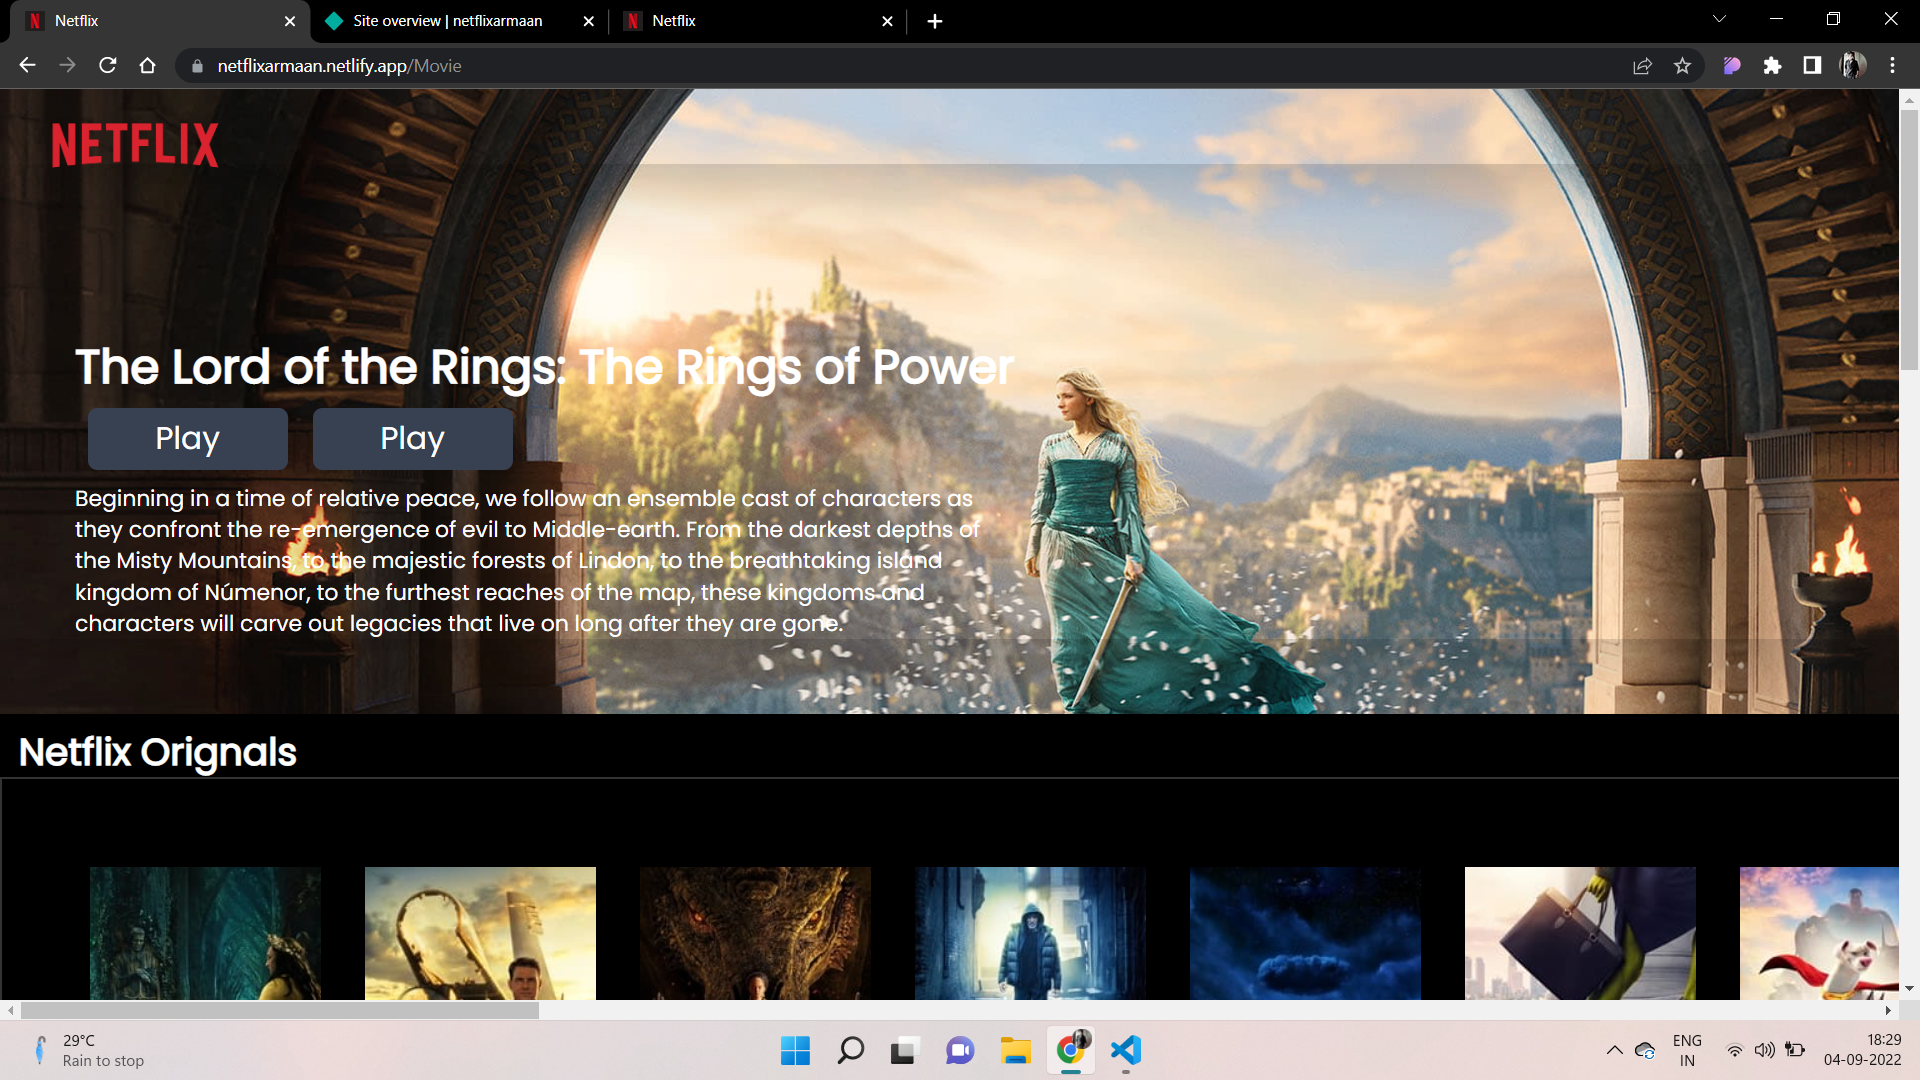 Netflix
Site overview | netflixarmaan
Netflix
netflixarmaan.netlify.app/Movie
NETFLIX
The Lord of the Rings: The Rings of Power
Play
Play
Beginning in a time of relative peace, we follow an ensemble cast of characters as
they confront the re-emergence of evil to Middle-earth. From the darkest depths of
the Misty Mountains, to the majestic forests of Lindon, to the breathtaking island
kingdom of Númenor, to the furthest reaches of the map, these kingdoms and
characters will carve out legacies that live on long after they are gone.
Netflix Orignals
29°C
Rain to stop
ENG
IN
18:29
04-09-2022